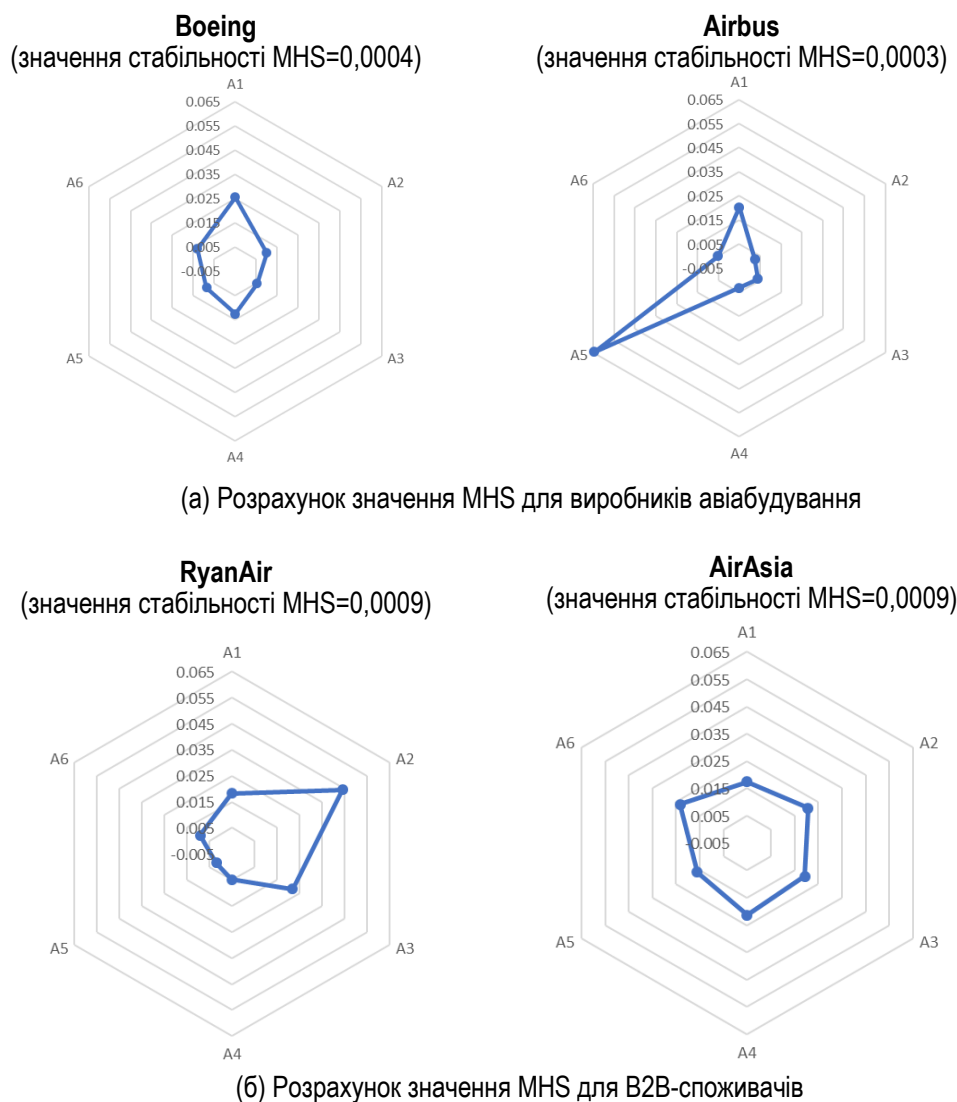 Boeing
(значення стабільності MHS=0,0004)
A1
0.065
0.055
0.045
0.035
0.025
0.015
0.005
-0.005
A2
A3
A4
A5
A6
Airbus
(значення стабільності MHS=0,0003)
A1
0.065
0.055
0.045
0.035
0.025
0.015
0.005
-0.005
A2
A3
A4
A5
A6
(а) Розрахунок значення MHS для виробників авіабудування
RyanAir
(значення стабільності MHS=0,0009)
A1
0.065
0.055
0.045
0.035
0.025
0.015
0.005
-0.005
A2
A3
A4
A5
A6
AirAsia
(значення стабільності MHS=0,0009)
A1
0.065
0.055
0.045
0.035
0.025
0.015
0.005
-0.005
A2
A3
A4
A5
A6
(б) Розрахунок значення MHS для B2B-споживачів